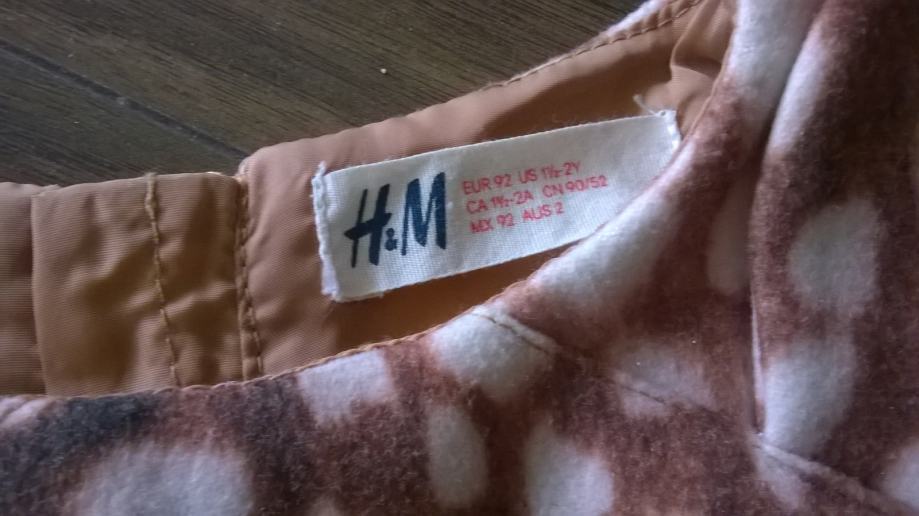 H&M
EUR 92 US 1½-2Y
CA 1½-2A CN 90/52
MX 92 AUS 2